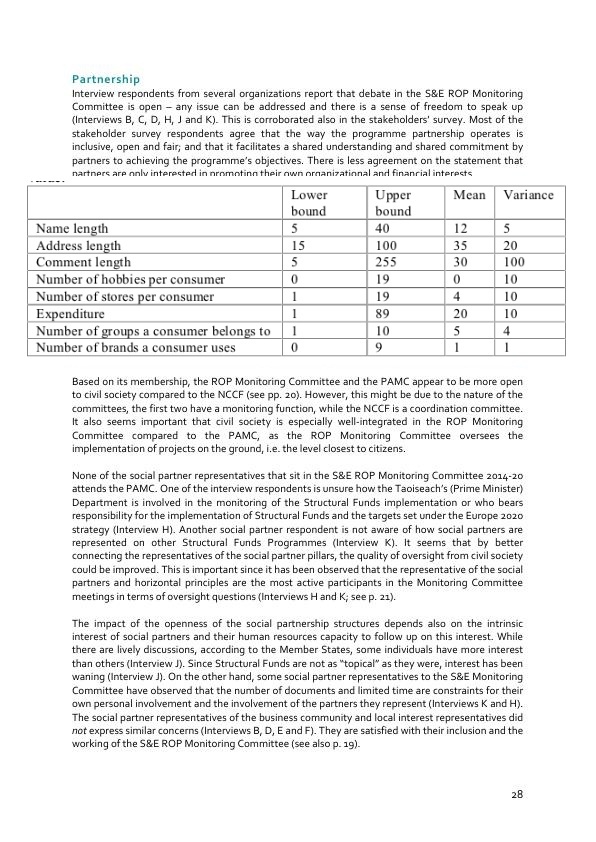 Partnership
Interview respondents from several organizations report that debate in the S&E ROP Monitoring
Committee is open – any issue can be addressed and there is a sense of freedom to speak up
(Interviews B, C, D, H, J and K). This is corroborated also in the stakeholders’ survey. Most of the
stakeholder survey respondents agree that the way the programme partnership operates is
inclusive, open and fair; and that it facilitates a shared understanding and shared commitment by
partners to achieving the programme’s objectives. There is less agreement on the statement that
partners are only interested in promoting their own organizational and financial interests.
Lower bound Upper bound Mean Variance
Name length 5 40 12 5
Address length 15 100 35 20
Comment length 5 255 30 100
Number of hobbies per consumer 0 19 0 10
Number of stores per consumer 1 19 4 10
Expenditure 1 89 20 10
Number of groups a consumer belongs to 1 10 5 4
Number of brands a consumer uses 0 9 1 1
Based on its membership, the ROP Monitoring Committee and the PAMC appear to be more open
to civil society compared to the NCCF (see pp. 20). However, this might be due to the nature of the
committees, the first two have a monitoring function, while the NCCF is a coordination committee.
It also seems important that civil society is especially well-integrated in the ROP Monitoring
Committee compared to the PAMC, as the ROP Monitoring Committee oversees the
implementation of projects on the ground, i.e. the level closest to citizens.
None of the social partner representatives that sit in the S&E ROP Monitoring Committee 2014-20
attends the PAMC. One of the interview respondents is unsure how the Taoiseach’s (Prime Minister)
Department is involved in the monitoring of the Structural Funds implementation or who bears
responsibility for the implementation of Structural Funds and the targets set under the Europe 2020
strategy (Interview H). Another social partner respondent is not aware of how social partners are
represented on other Structural Funds Programmes (Interview K). It seems that by better
connecting the representatives of the social partner pillars, the quality of oversight from civil society
could be improved. This is important since it has been observed that the representative of the social
partners and horizontal principles are the most active participants in the Monitoring Committee
meetings in terms of oversight questions (Interviews H and K; see p. 21).
The impact of the openness of the social partnership structures depends also on the intrinsic
interest of social partners and their human resources capacity to follow up on this interest. While
there are lively discussions, according to the Member States, some individuals have more interest
than others (Interview J). Since Structural Funds are not as “topical” as they were, interest has been
waning (Interview J). On the other hand, some social partner representatives to the S&E Monitoring
Committee have observed that the number of documents and limited time are constraints for their
own personal involvement and the involvement of the partners they represent (Interviews K and H).
The social partner representatives of the business community and local interest representatives did
not express similar concerns (Interviews B, D, E and F). They are satisfied with their inclusion and the
working of the S&E ROP Monitoring Committee (see also p. 19).
28